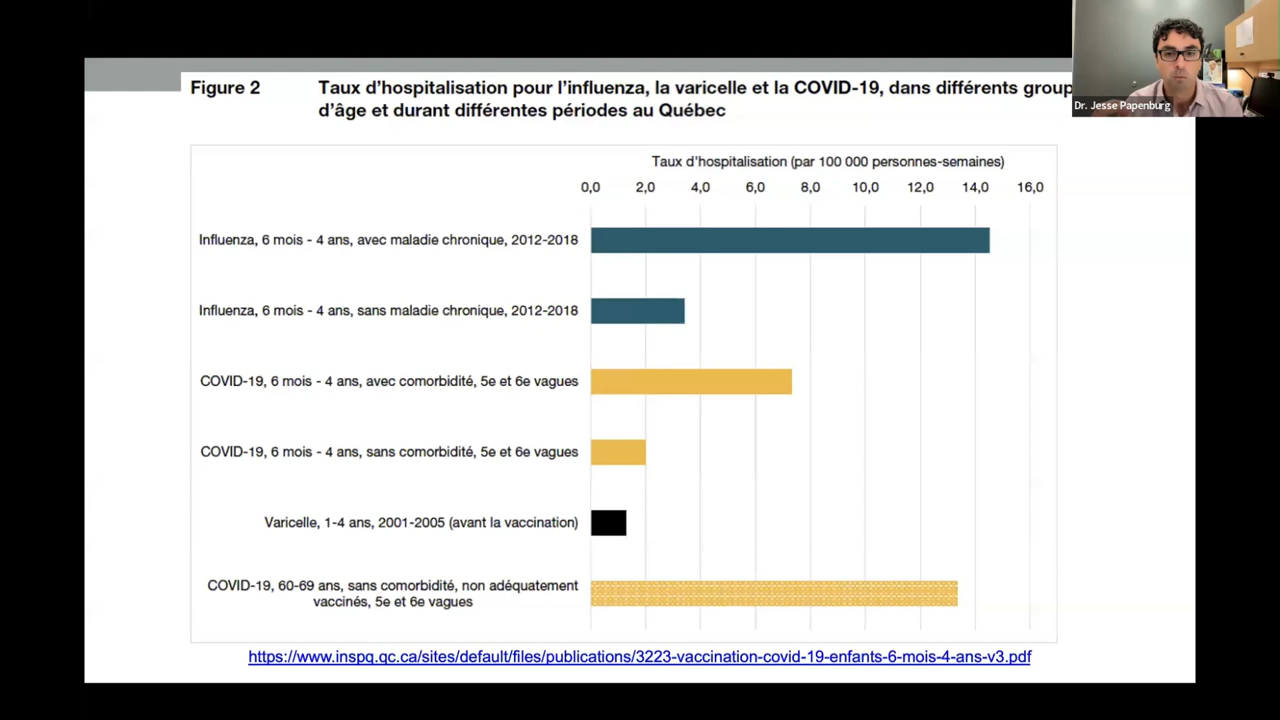 Figure 2
Taux d'hospitalisation pour l'influenza, la varicelle et la COVID-19, dans différents group
d'âge et durant différentes périodes au Québec
Dr. Jesse Papenburg
Taux d'hospitalisation (par 100 000 personnes-semaines)
0,0 2,0 4,0 6,0 8,0 10,0 12,0 14,0 16,0
Influenza, 6 mois - 4 ans, avec maladie chronique, 2012-2018
Influenza, 6 mois - 4 ans, sans maladie chronique, 2012-2018
COVID-19, 6 mois - 4 ans, avec comorbidité, 5e et 6e vagues
COVID-19, 6 mois - 4 ans, sans comorbidité, 5e et 6e vagues
Varicelle, 1-4 ans, 2001-2005 (avant la vaccination)
COVID-19, 60-69 ans, sans comorbidité, non adéquatement
vaccinés, 5e et 6e vagues
https://www.inspq.qc.ca/sites/default/files/publications/3223-vaccination-covid-19-enfants-6-mois-4-ans-v3.pdf